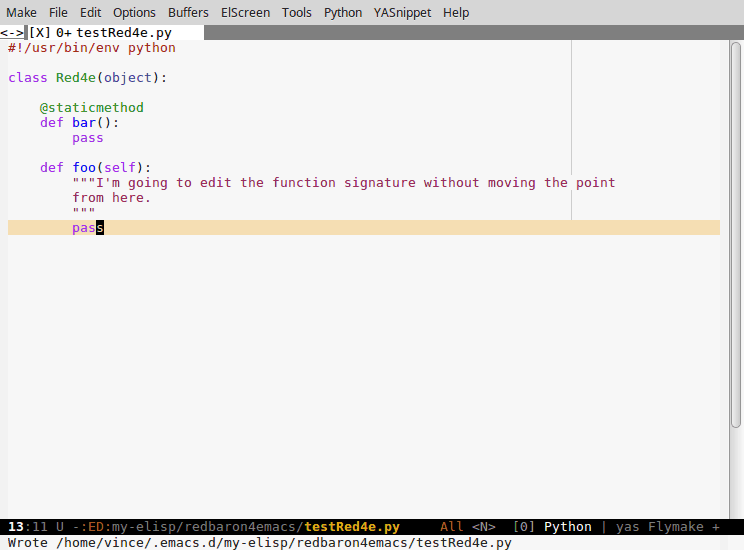 Make File Edit Options Buffers ElScreen Tools Python YASnippet Help
<-> [X] 0+ testRed4e.py
#!/usr/bin/env python
class Red4e(object):
@staticmethod
def bar():
pass
def foo(self):
"""I'm going to edit the function signature without moving the point
from here.
"""
pass
13:11 U -:ED:my-elisp/redbaron4emacs/testRed4e.py All <N> [0] Python | yas Flymake +
Wrote /home/vince/.emacs.d/my-elisp/redbaron4emacs/testRed4e.py